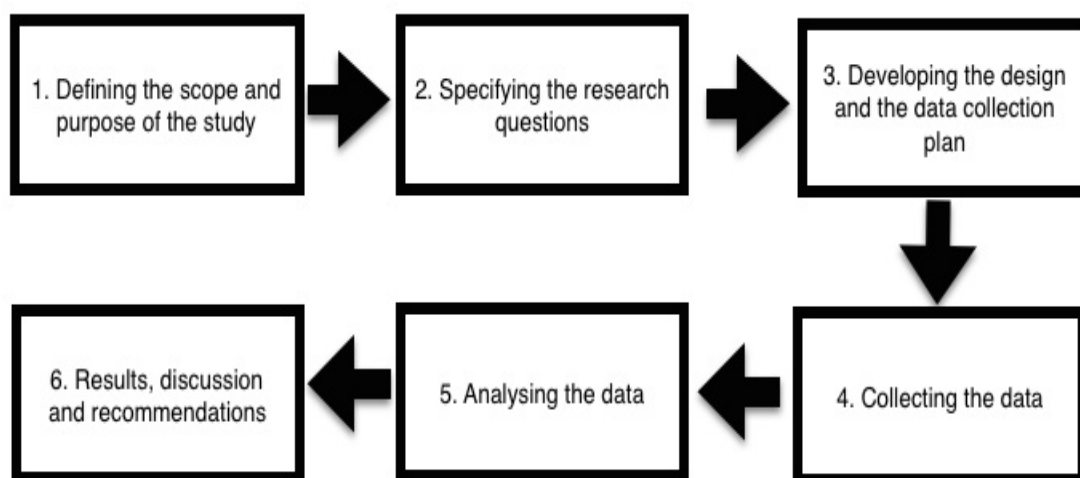 1. Defining the scope and
purpose of the study
2. Specifying the research
questions
3. Developing the design
and the data collection
plan
4. Collecting the data
5. Analysing the data
6. Results, discussion
and recommendations